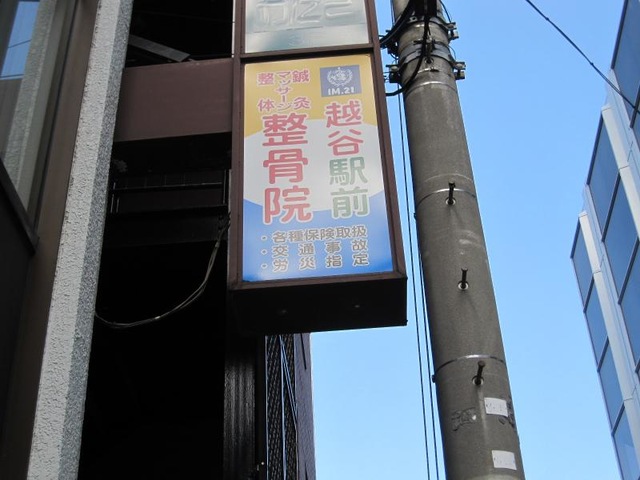 鍼灸
マッサージ
整体
IM.21
越谷駅前
整骨院
・各種保険取扱
・交通事故
・労災指定